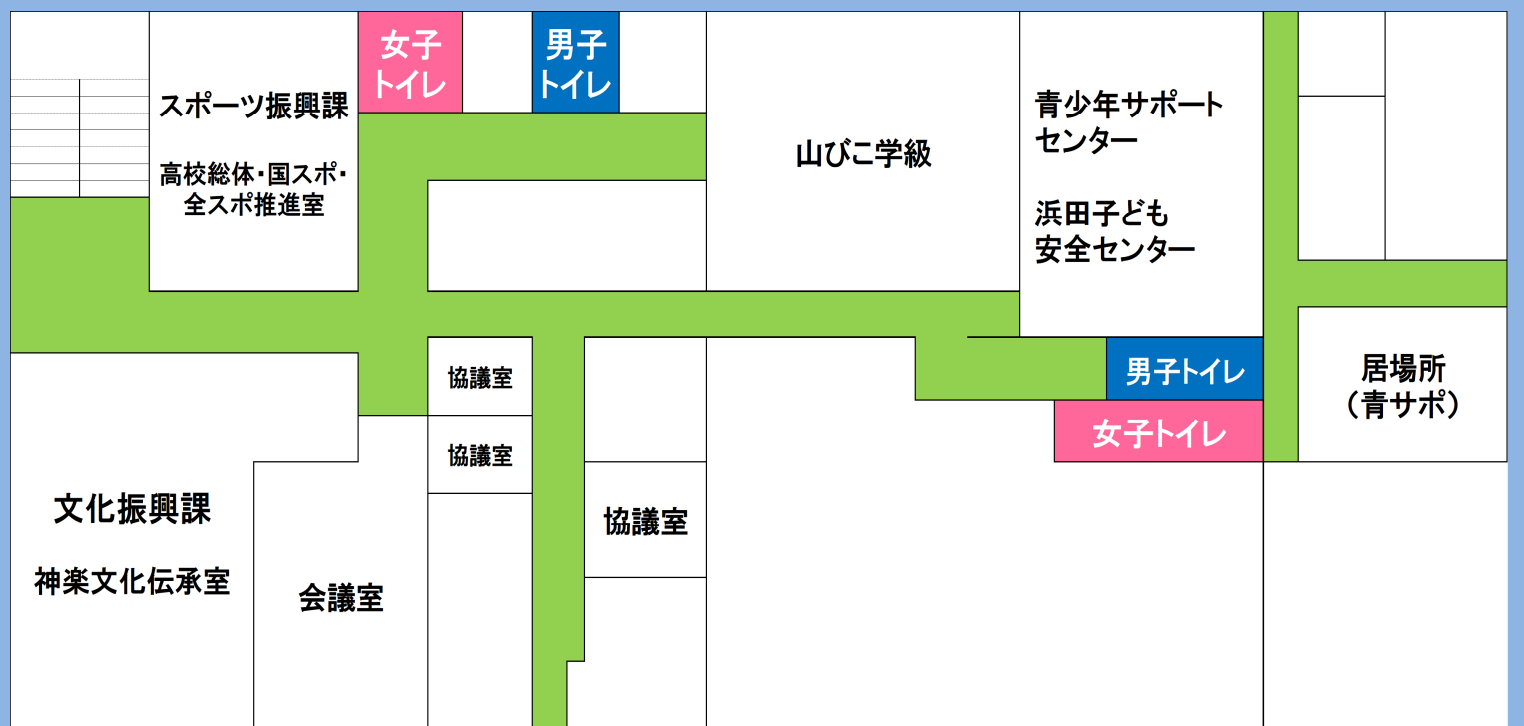 女子
トイレ
男子
トイレ
スポーツ振興課
高校総体・国スポ・
全スポ推進室
山びこ学級
青少年サポート
センター
浜田子ども
安全センター
協議室
協議室
男子トイレ
女子トイレ
居場所
（青サポ）
文化振興課
神楽文化伝承室
会議室
協議室